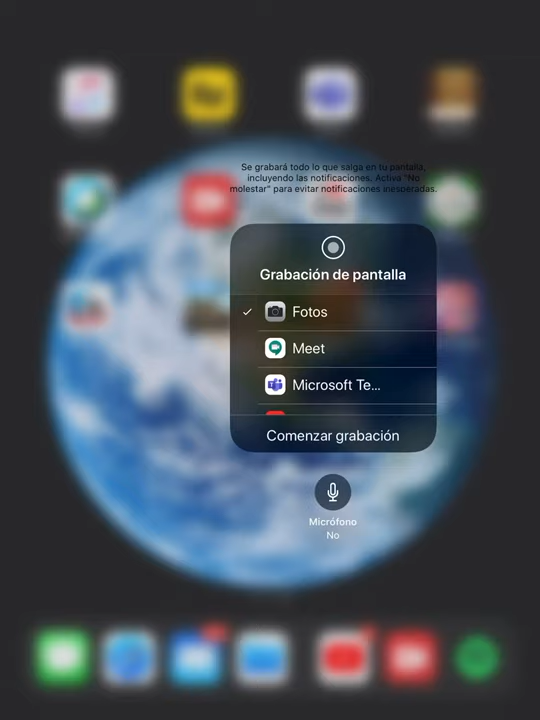 Se grabará todo lo que salga en tu pantalla,
incluyendo las notificaciones. Activa "No
molestar" para evitar notificaciones inesperadas.
Grabación de pantalla
Fotos
Meet
Microsoft Te...
Comenzar grabación
Micrófono
No